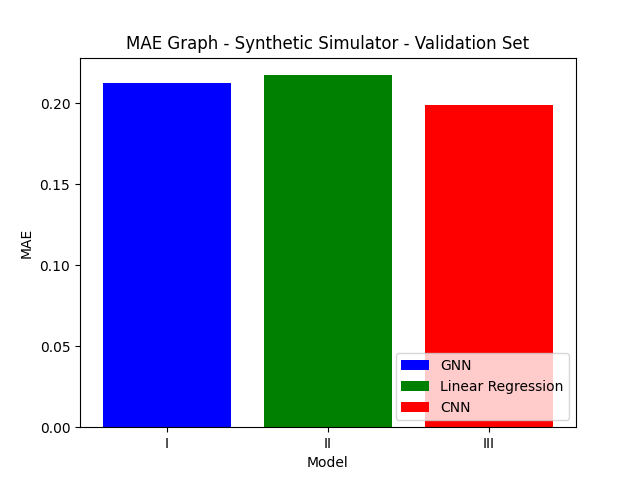 MAE Graph - Synthetic Simulator - Validation Set
MAE
0.20
0.15
0.10
0.05
0.00
GNN
Linear Regression
CNN
I
II
III
Model